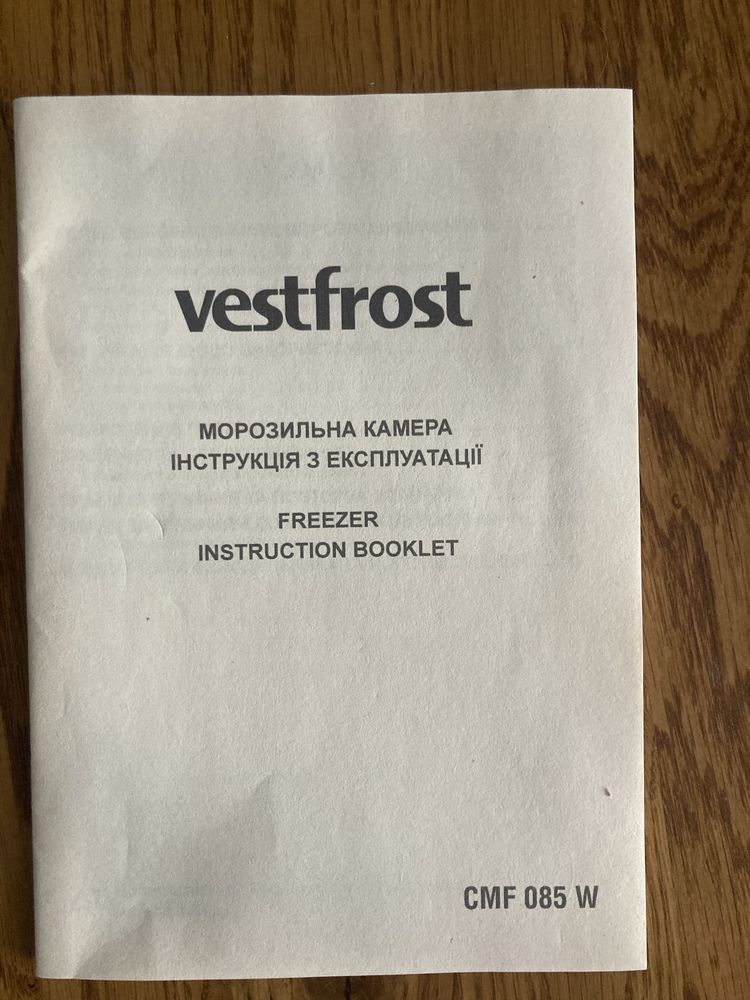 vestfrost
МОРОЗИЛЬНА КАМЕРА
ІНСТРУКЦІЯ З ЕКСПЛУАТАЦІЇ
FREEZER
INSTRUCTION BOOKLET
CMF 085 W